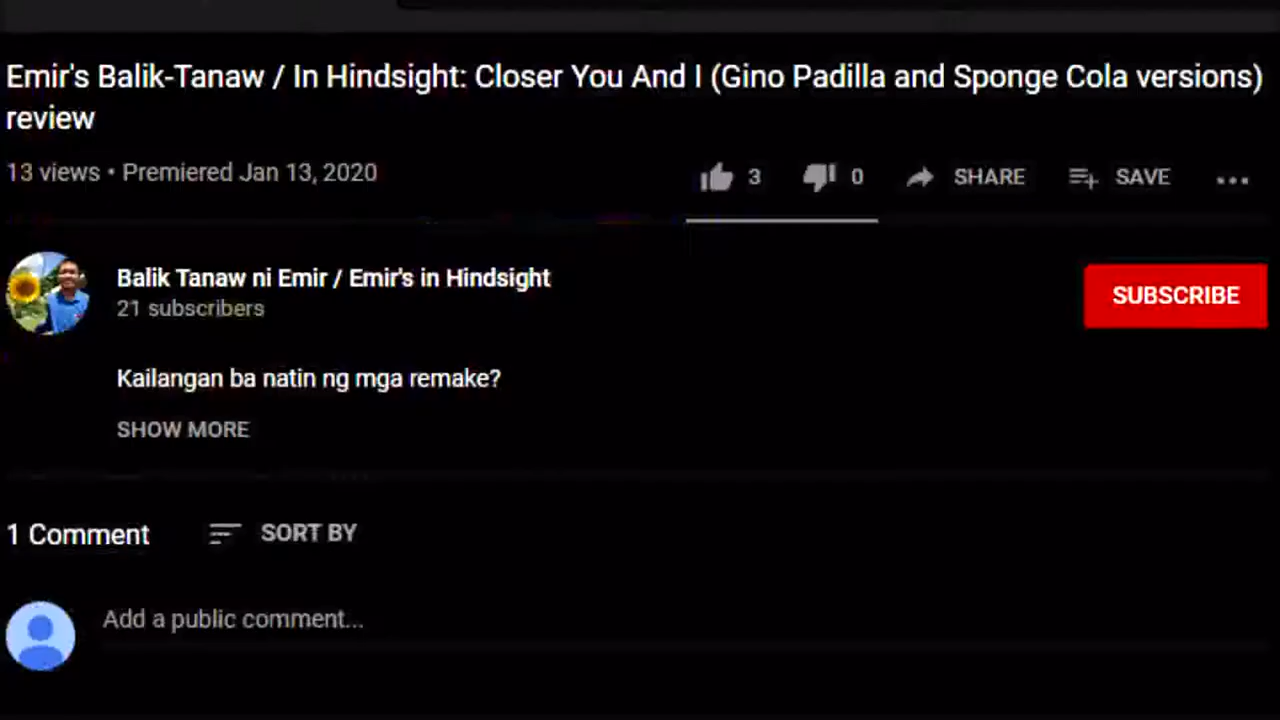 Emir's Balik-Tanaw / In Hindsight: Closer You And I (Gino Padilla and Sponge Cola versions)
review
13 views • Premiered Jan 13, 2020
3
0
SHARE
SAVE
Balik Tanaw ni Emir / Emir's in Hindsight
21 subscribers
SUBSCRIBE
Kailangan ba natin ng mga remake?
SHOW MORE
1 Comment
SORT BY
Add a public comment...